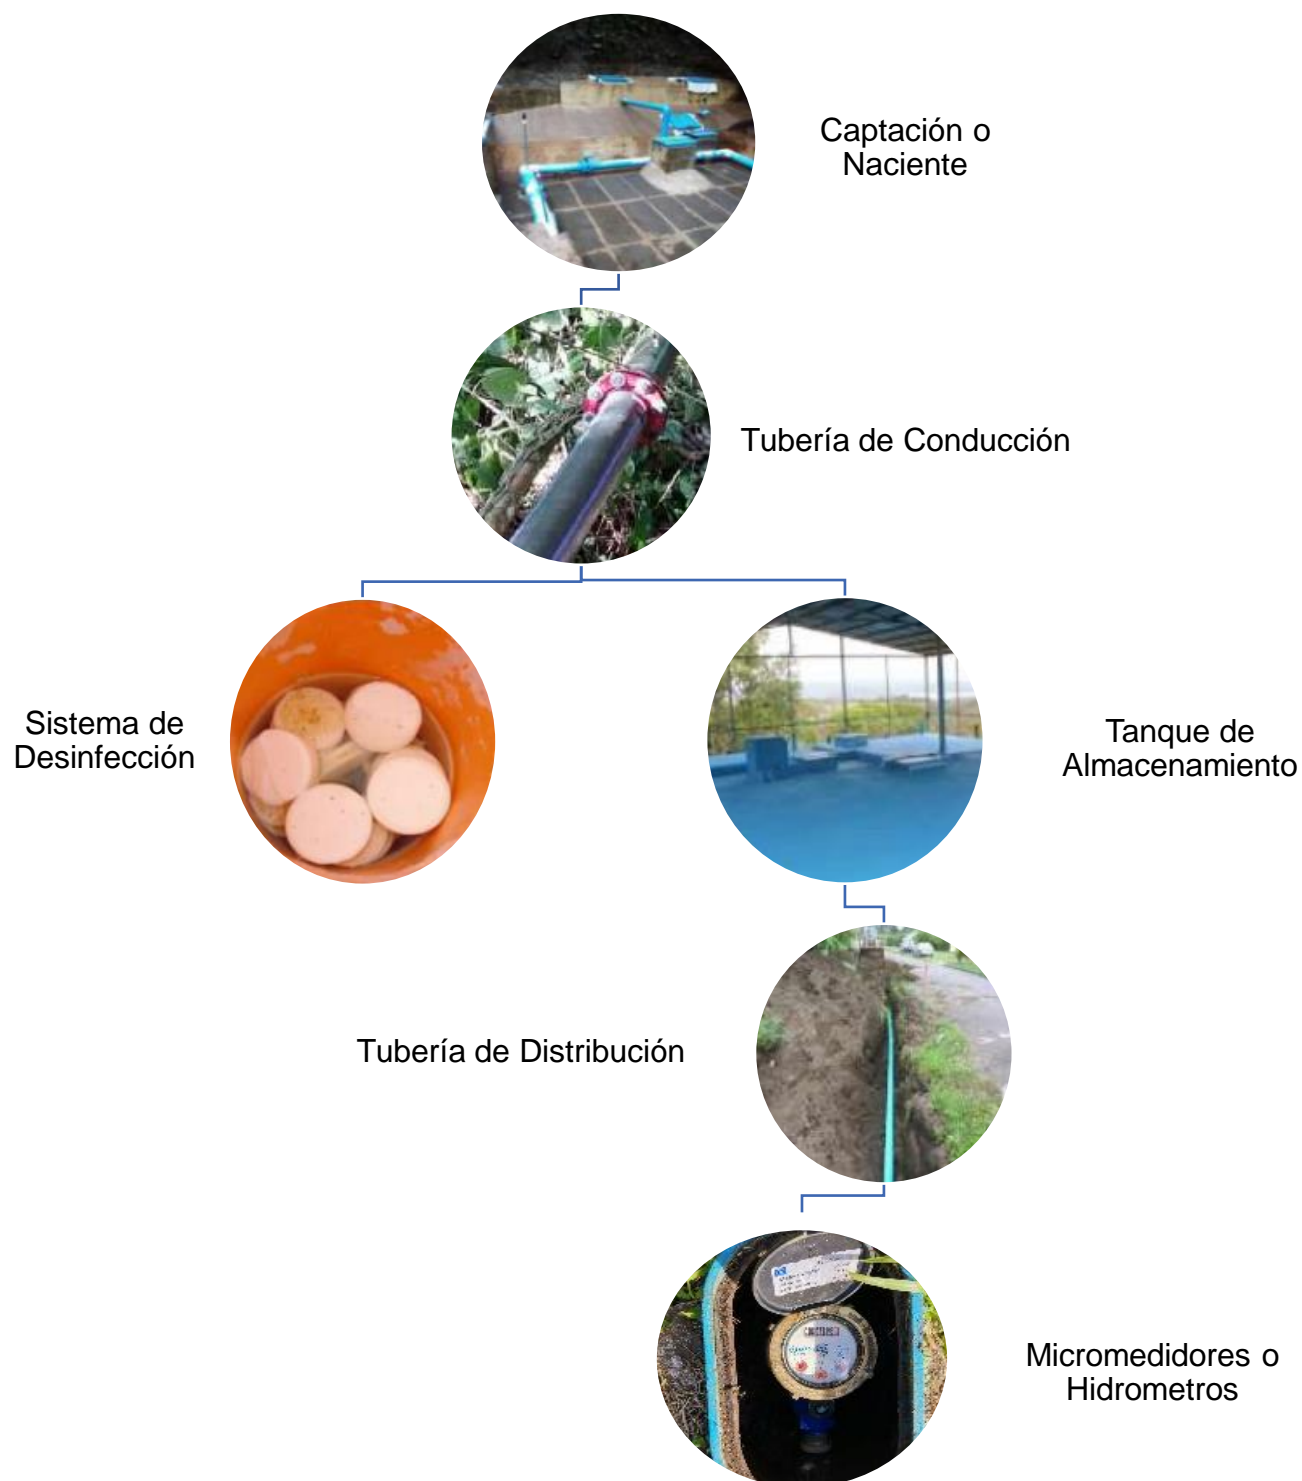 Captación o
Naciente
Tubería de Conducción
Sistema de
Desinfección
Tanque de
Almacenamiento
Tubería de Distribución
Micromedidores o
Hidrometros